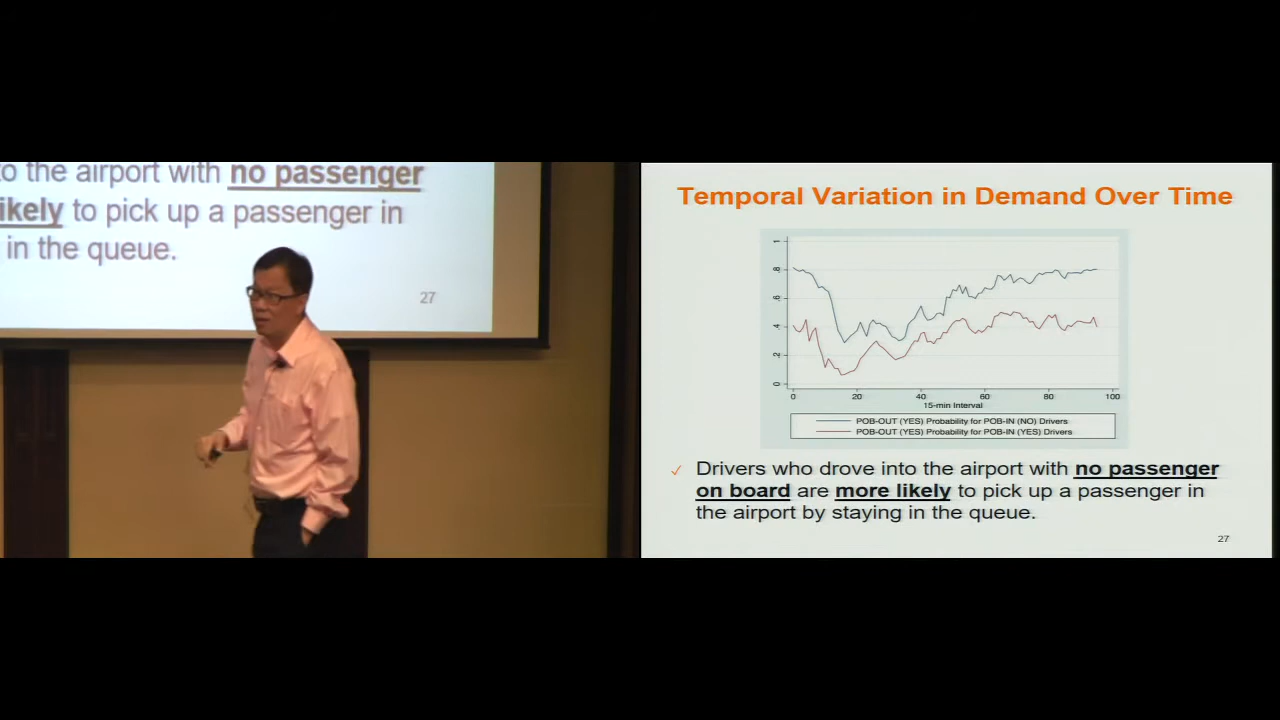 o the airport with no passenger
ikely to pick up a passenger in
in the queue.
27
Temporal Variation in Demand Over Time
1
.8
.6
.4
.2
0
0 20 40 60 80 100
15-min Interval
POB-OUT (YES) Probability for POB-IN (NO) Drivers
POB-OUT (YES) Probability for POB-IN (YES) Drivers
✓ Drivers who drove into the airport with no passenger
on board are more likely to pick up a passenger in
the airport by staying in the queue.
27